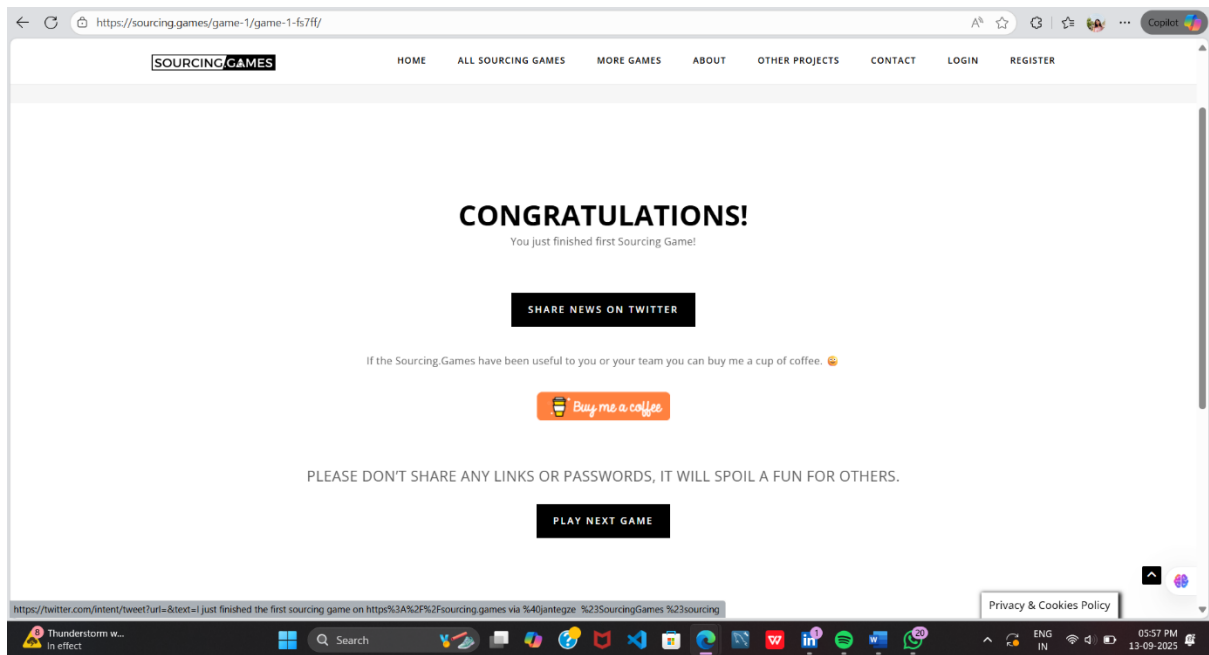 https://sourcing.games/game-1/game-1-fs7ff/
Copilot
SOURCING.GAMES
HOME ALL SOURCING GAMES MORE GAMES ABOUT OTHER PROJECTS CONTACT LOGIN REGISTER
CONGRATULATIONS!
You just finished first Sourcing Game!
SHARE NEWS ON TWITTER
If the Sourcing.Games have been useful to you or your team you can buy me a cup of coffee.
Buy me a coffee
PLEASE DON'T SHARE ANY LINKS OR PASSWORDS, IT WILL SPOIL A FUN FOR OTHERS.
PLAY NEXT GAME
Privacy & Cookies Policy
https://twitter.com/intent/tweet?url=&text=I just finished the first sourcing game on https%3A%2F%2Fsourcing.games via %40jantegze %23SourcingGames %23sourcing
8
Thunderstorm w...
In effect
Search
W
in
8
W
20
ENG
IN
05:57 PM
13-09-2025